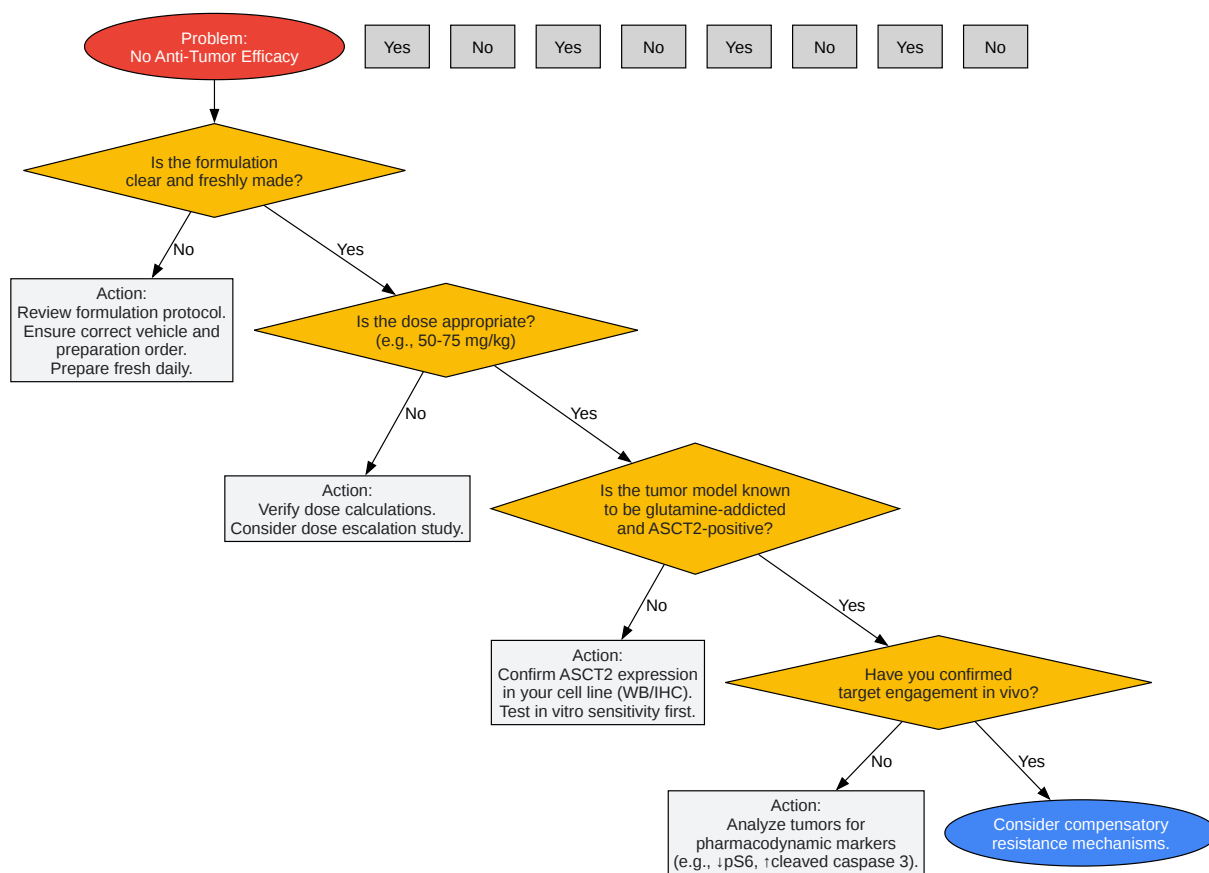 Problem:
No Anti-Tumor Efficacy
Yes
No
Yes
No
Yes
No
Yes
No
Is the formulation
clear and freshly made?
No
Yes
Action:
Review formulation protocol.
Ensure correct vehicle and
preparation order.
Prepare fresh daily.
Is the dose appropriate?
(e.g., 50-75 mg/kg)
No
Yes
Action:
Verify dose calculations.
Consider dose escalation study.
Is the tumor model known
to be glutamine-addicted
and ASCT2-positive?
No
Yes
Action:
Confirm ASCT2 expression
in your cell line (WB/IHC).
Test in vitro sensitivity first.
Have you confirmed
target engagement in vivo?
No
Yes
Action:
Analyze tumors for
pharmacodynamic markers
(e.g., ↓pS6, ↑cleaved caspase 3).
Consider compensatory
resistance mechanisms.